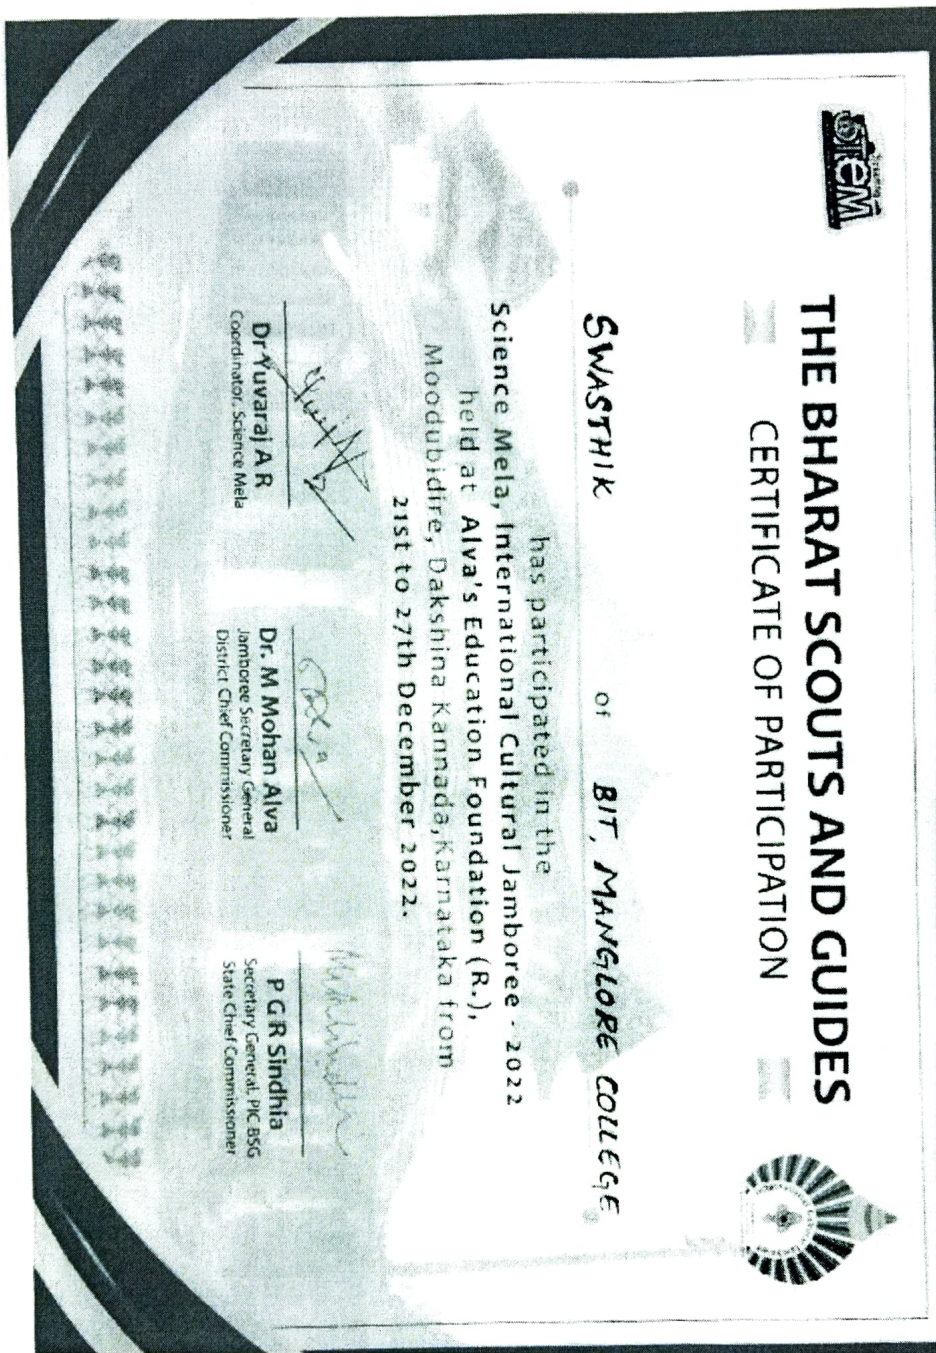 STEM
THE BHARAT SCOUTS AND GUIDES
CERTIFICATE OF PARTICIPATION
SWASTHIK of BIT, MANGLORE COLLEGE
has participated in the
Science Mela, International Cultural Jamboree - 2022
held at Alva's Education Foundation (R.),
Moodubidire, Dakshina Kannada,Karnataka from
21st to 27th December 2022.
Dr Yuvaraj A R
Coordinator, Science Mela
Dr. M Mohan Alva
Jamboree Secretary General
District Chief Commissioner
P G R Sindhia
Secretary General, PIC BSG
State Chief Commissioner